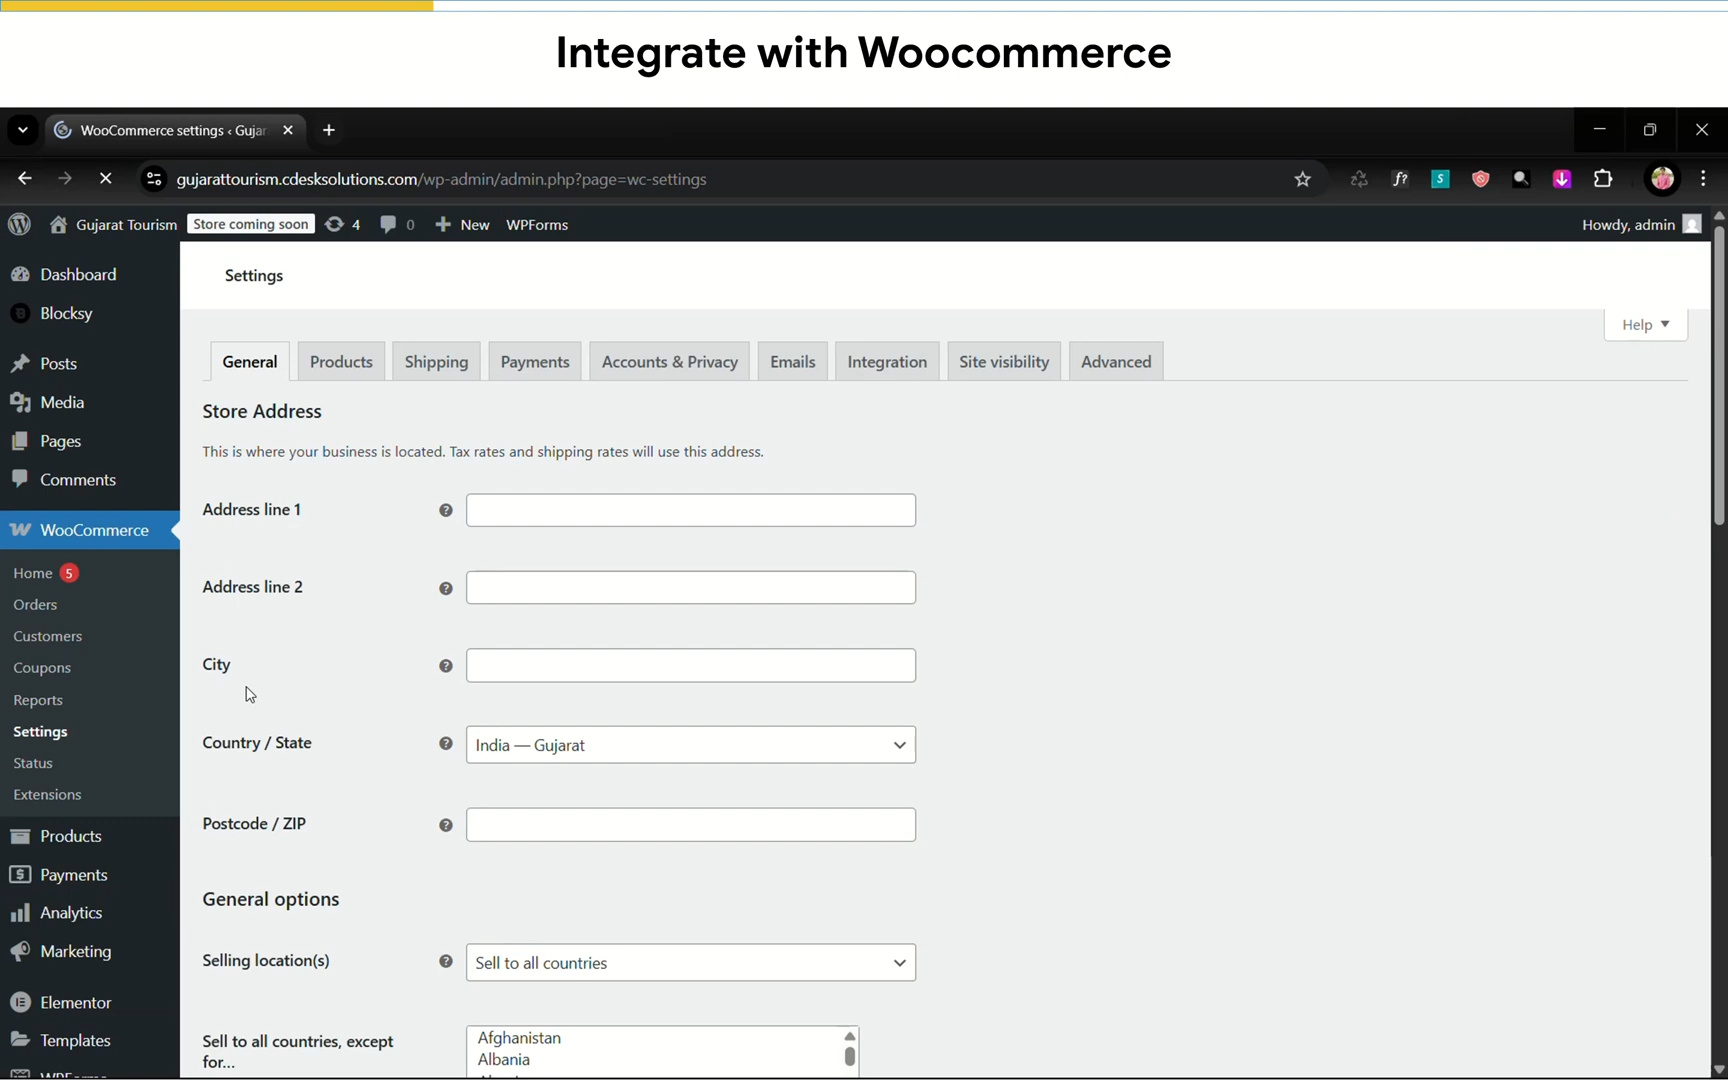 Integrate with Woocommerce
WooCommerce settings ‹ Gujar
gujarattourism.cdesksolutions.com/wp-admin/admin.php?page=wc-settings
f?
S
Gujarat Tourism
Store coming soon
4
0
New
WPForms
Howdy, admin
Dashboard
Blocksy
Posts
Media
Pages
Comments
WooCommerce
Home 5
Orders
Customers
Coupons
Reports
Settings
Status
Extensions
Products
Payments
Analytics
Marketing
Elementor
Templates
Settings
Help
General
Products
Shipping
Payments
Accounts & Privacy
Emails
Integration
Site visibility
Advanced
Store Address
This is where your business is located. Tax rates and shipping rates will use this address.
Address line 1
Address line 2
City
Country / State
India — Gujarat
Postcode / ZIP
General options
Selling location(s)
Sell to all countries
Sell to all countries, except
for...
Afghanistan
Albania